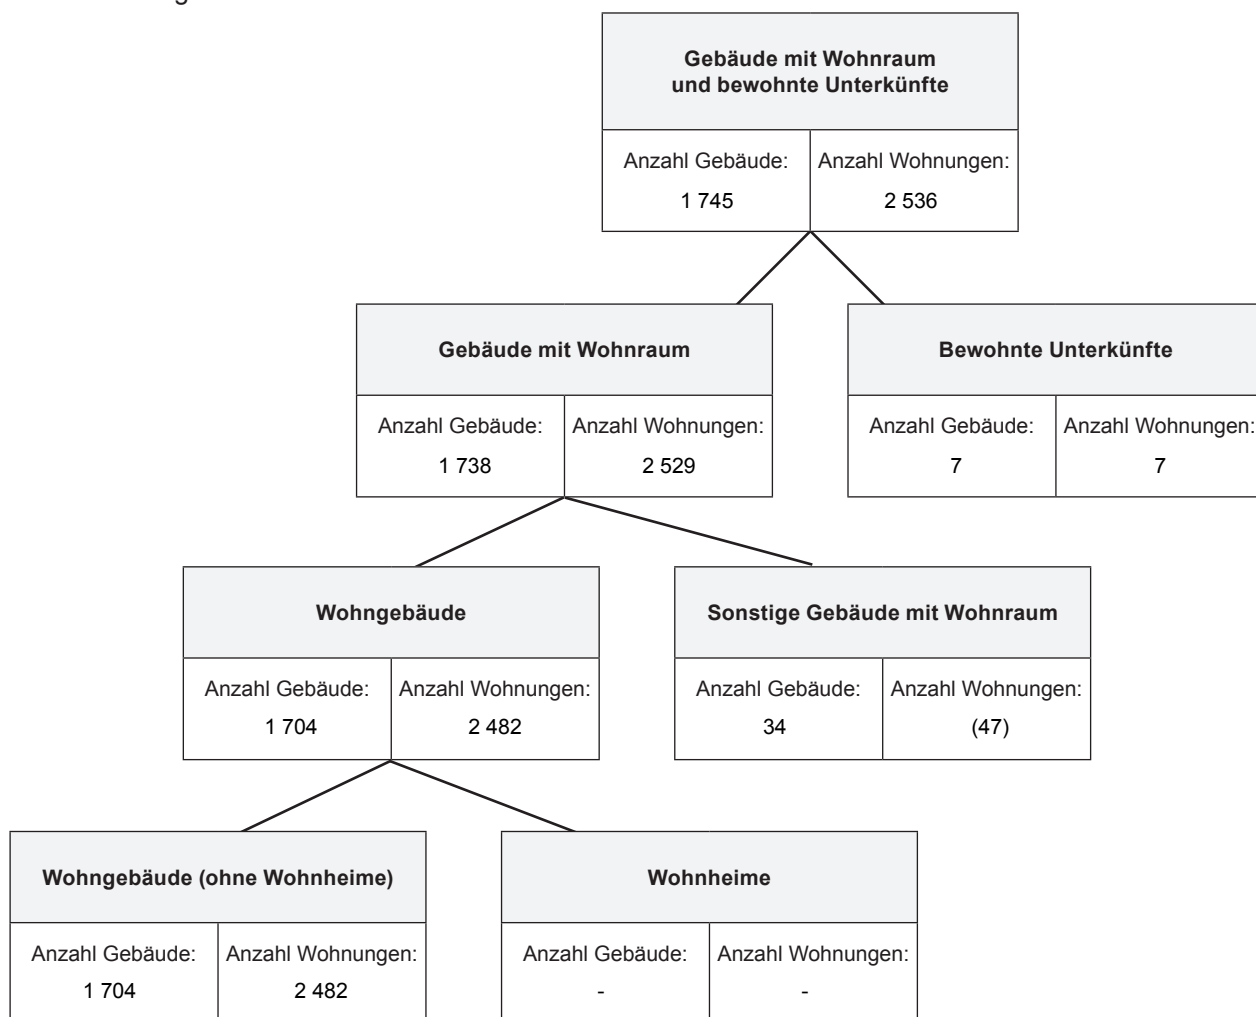 Gebäude mit Wohnraum
und bewohnte Unterkünfte
Anzahl Gebäude: Anzahl Wohnungen:
1 745 2 536
Gebäude mit Wohnraum Bewohnte Unterkünfte
Anzahl Gebäude: Anzahl Wohnungen: Anzahl Gebäude: Anzahl Wohnungen:
1 738 2 529 7 7
Wohngebäude Sonstige Gebäude mit Wohnraum
Anzahl Gebäude: Anzahl Wohnungen: Anzahl Gebäude: Anzahl Wohnungen:
1 704 2 482 34 (47)
Wohngebäude (ohne Wohnheime) Wohnheime
Anzahl Gebäude: Anzahl Wohnungen: Anzahl Gebäude: Anzahl Wohnungen:
1 704 2 482 - -